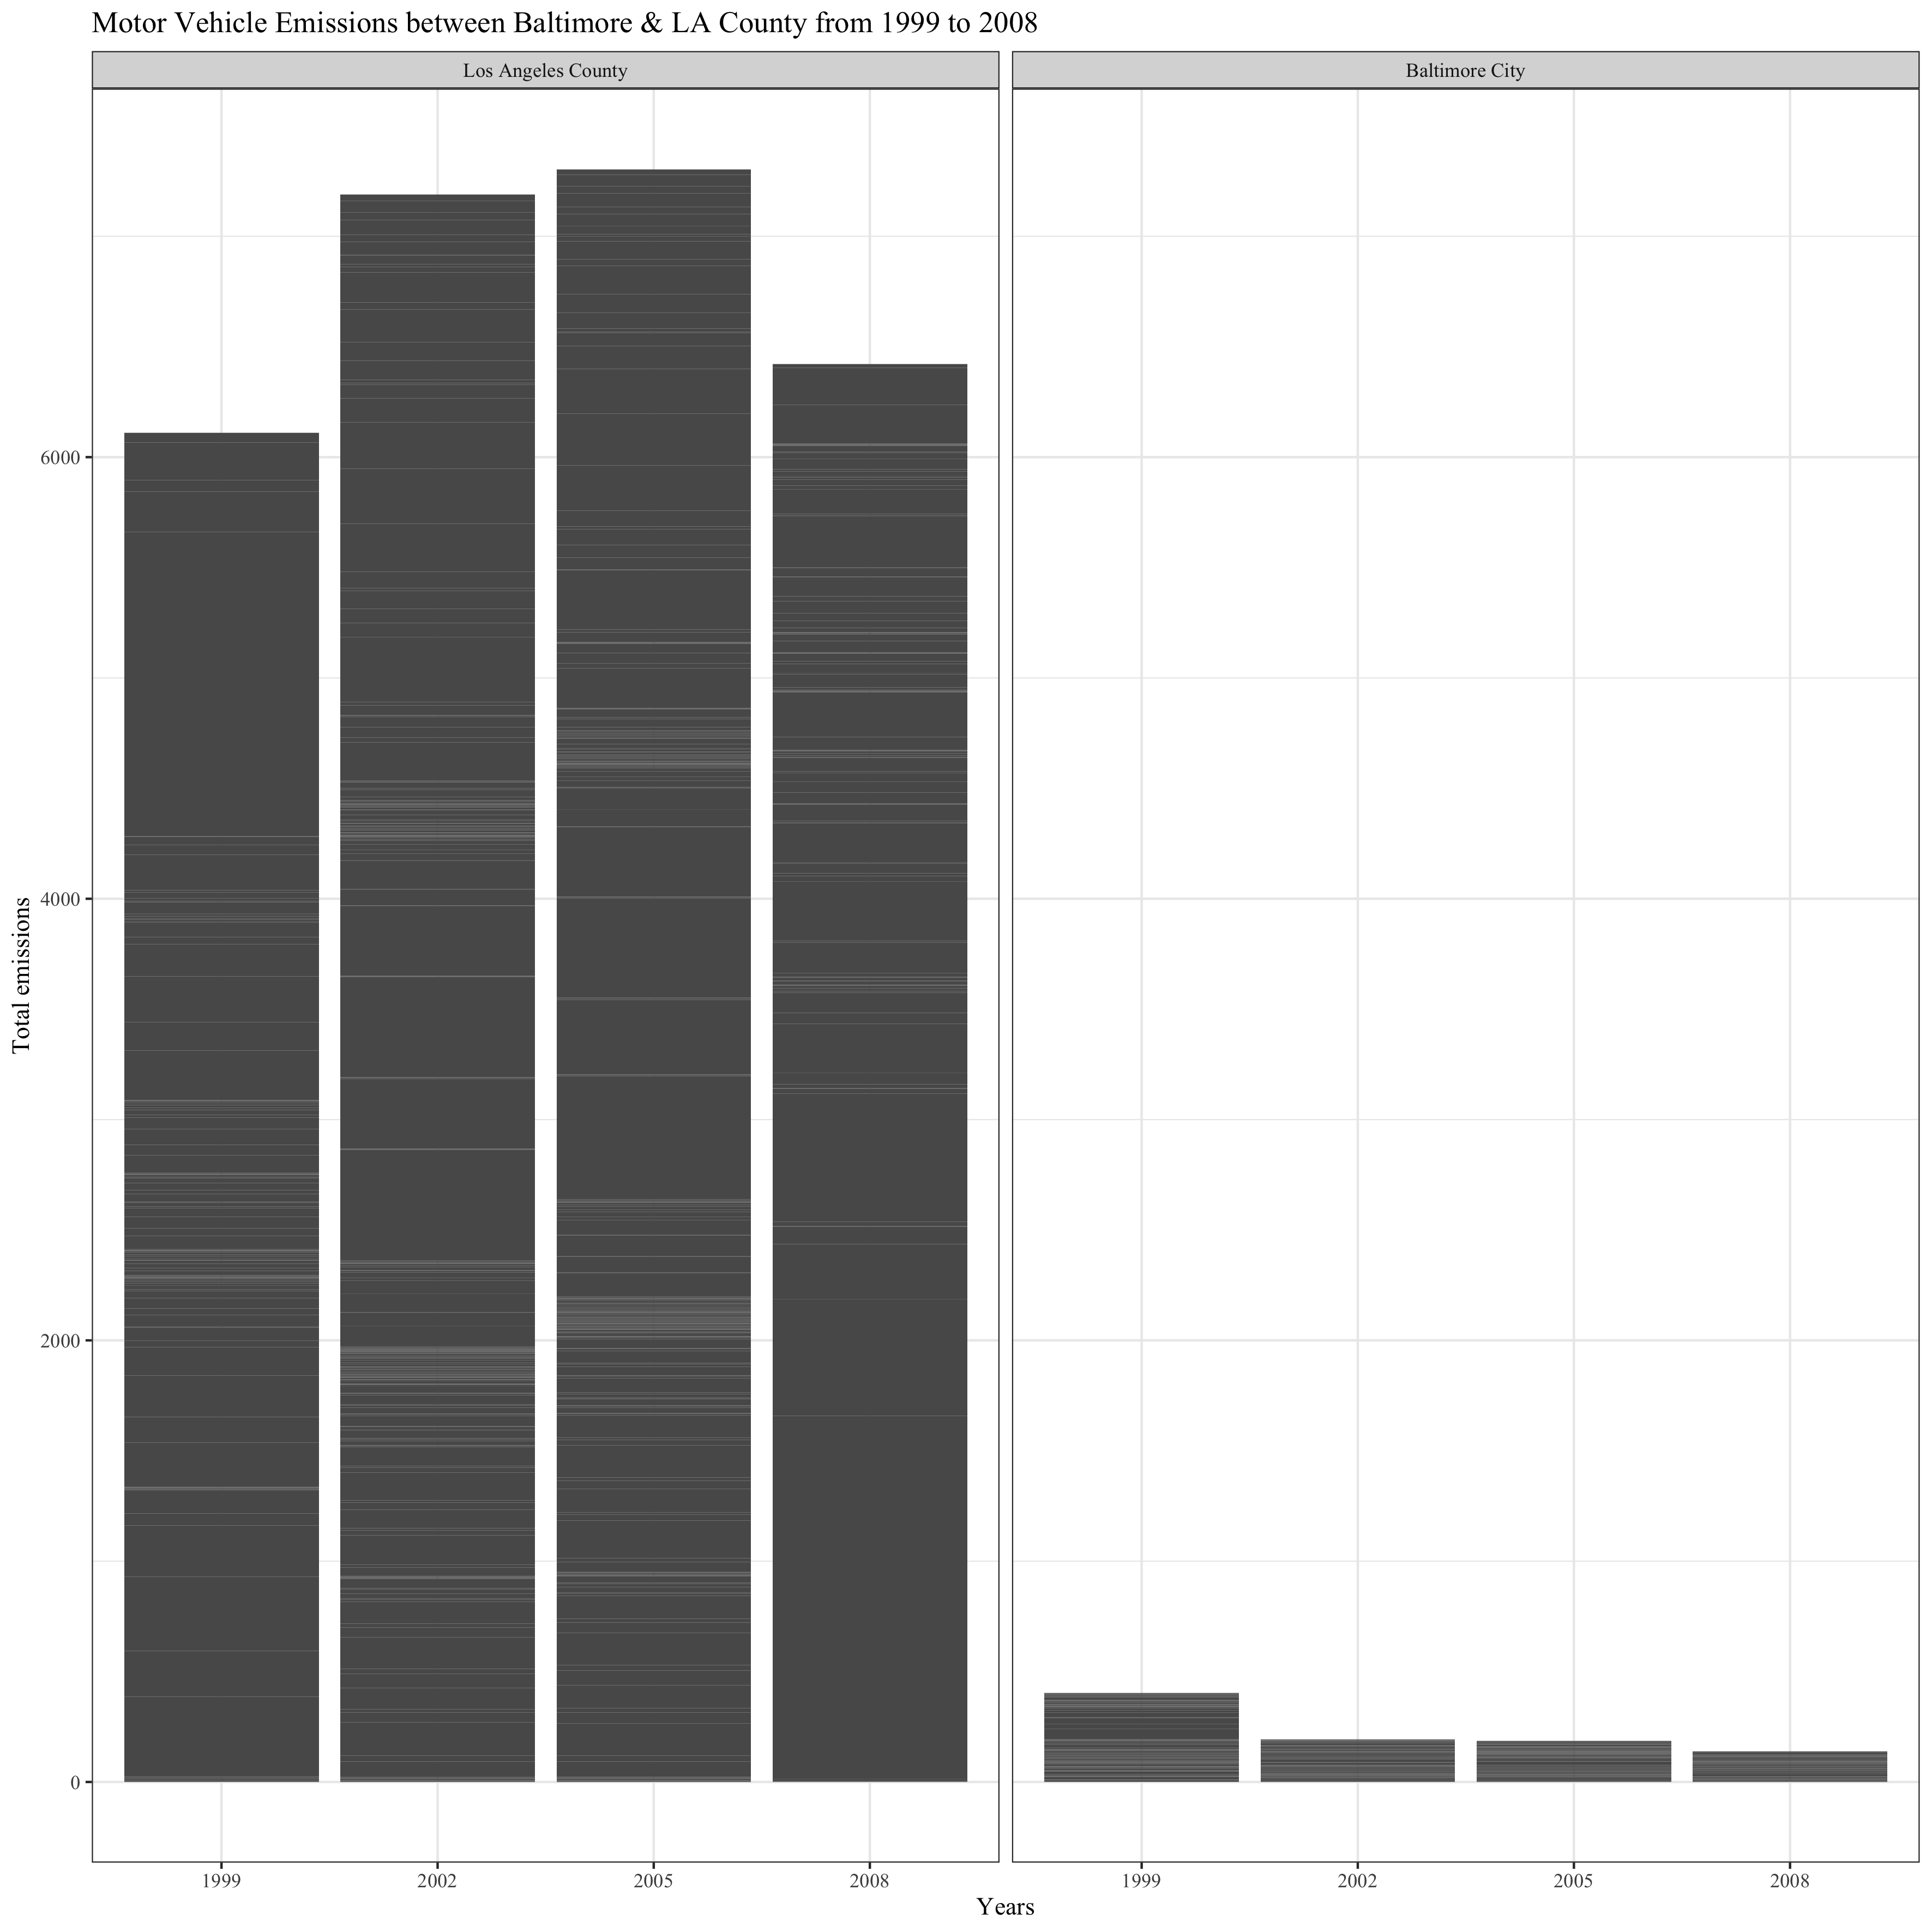 Motor Vehicle Emissions between Baltimore & LA County from 1999 to 2008
Los Angeles County
Baltimore City
Total emissions
6000
4000
2000
0
1999 2002 2005 2008
1999 2002 2005 2008
Years